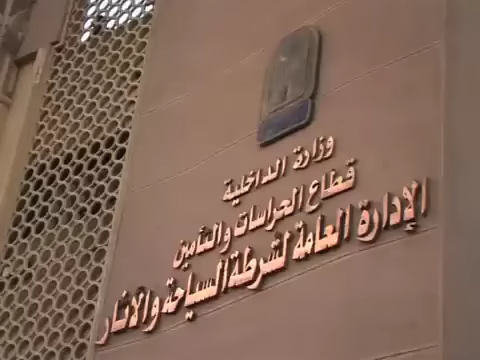 وزارة الداخلية
قطاع الحراسات والتأمين
الإدارة العامة لشرطة السياحة والآثار